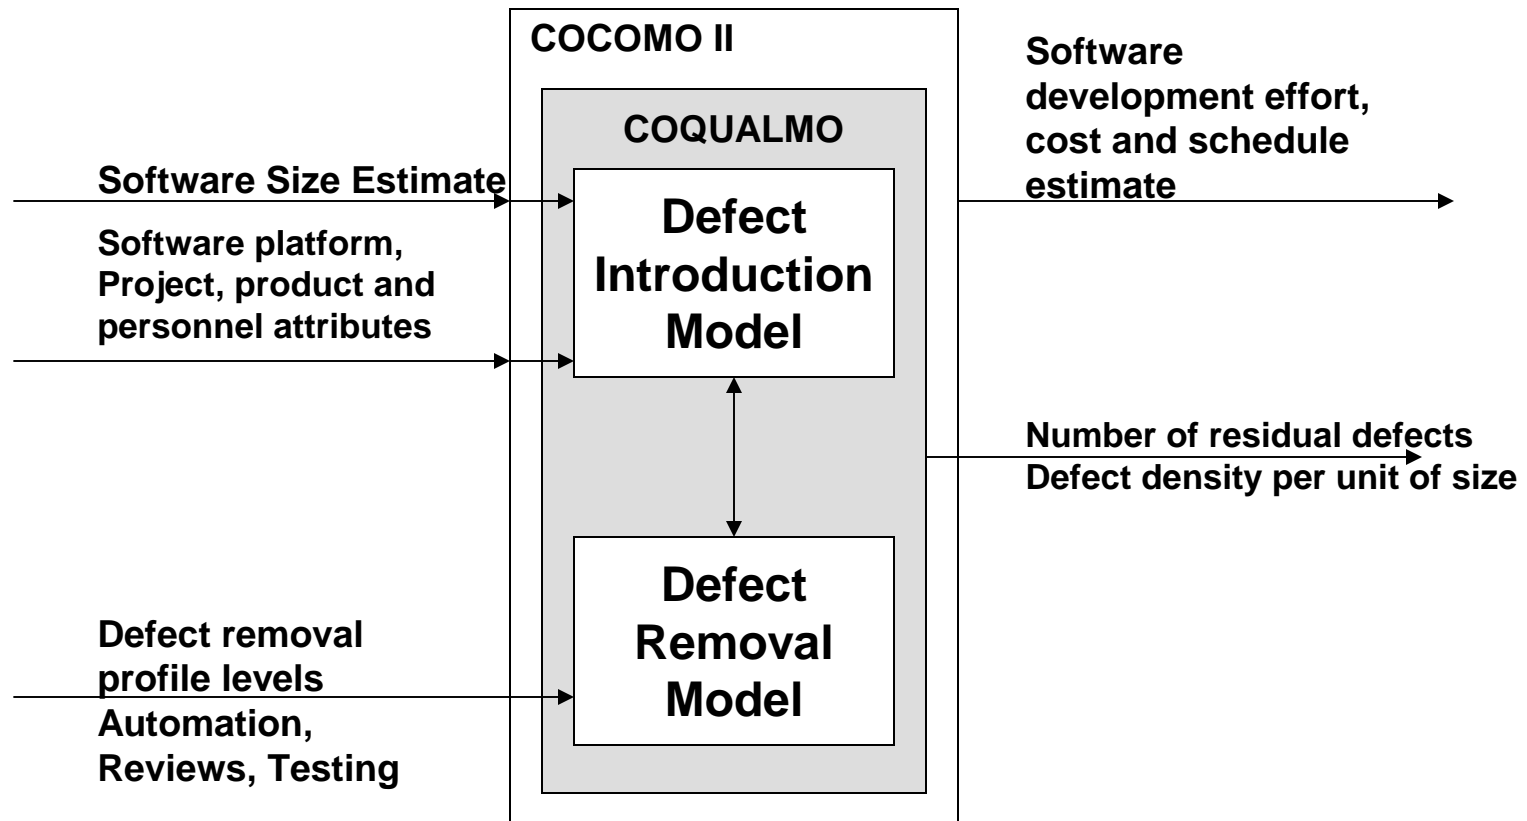 COCOMO II
COQUALMO
Software Size Estimate
Software platform,
Project, product and
personnel attributes
Defect
Introduction
Model
Software
development effort,
cost and schedule
estimate
Number of residual defects
Defect density per unit of size
Defect removal
profile levels
Automation,
Reviews, Testing
Defect
Removal
Model